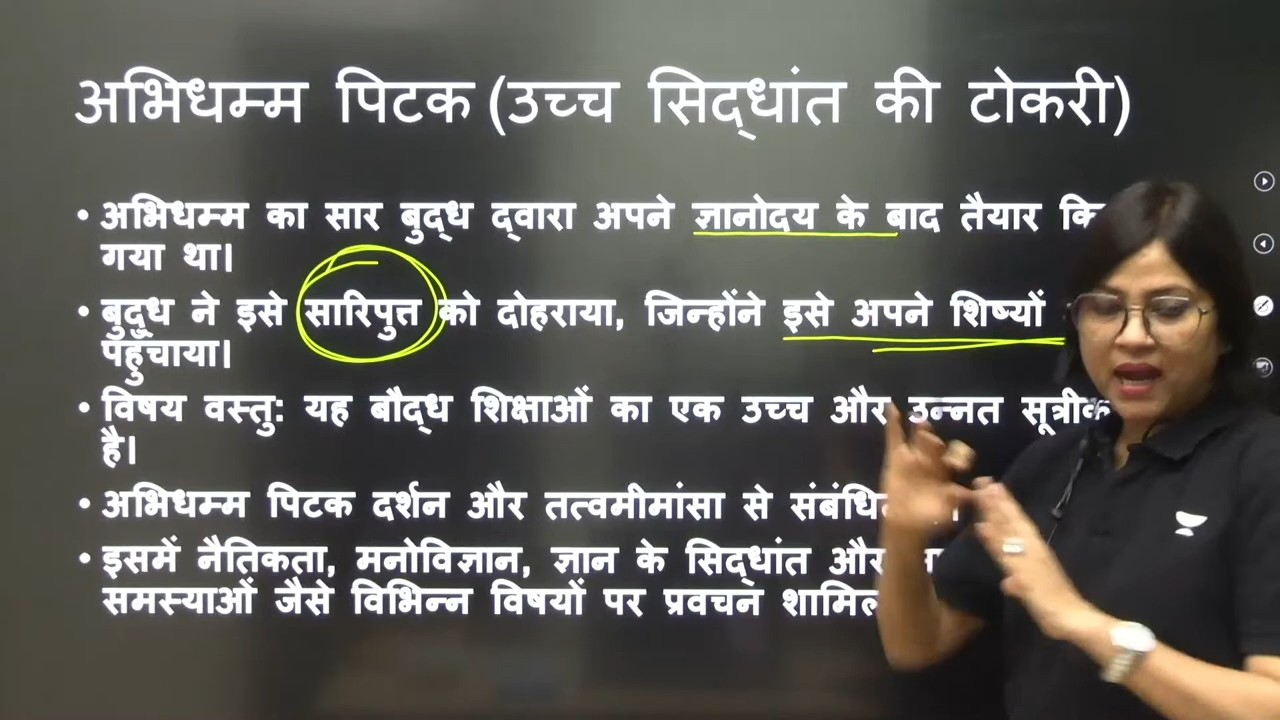 अभिधम्म पिटक (उच्च सिद्धांत की टोकरी)
• अभिधम्म का सार बुद्ध द्वारा अपने ज्ञानोदय के बाद तैयार
गया था।
• बुद्ध ने इसे सारिपुत्त को दोहराया, जिन्होंने इसे अपने शिष्यों
पहुँचाया।
• विषय वस्तु: यह बौद्ध शिक्षाओं का एक उच्च और उन्नत
है।
• अभिधम्म पिटक दर्शन और तत्वमीमांसा से
• इसमें नैतिकता, मनोविज्ञान, ज्ञान के सिद्धांत और
समस्याओं जैसे विभिन्न विषयों पर प्रवचन